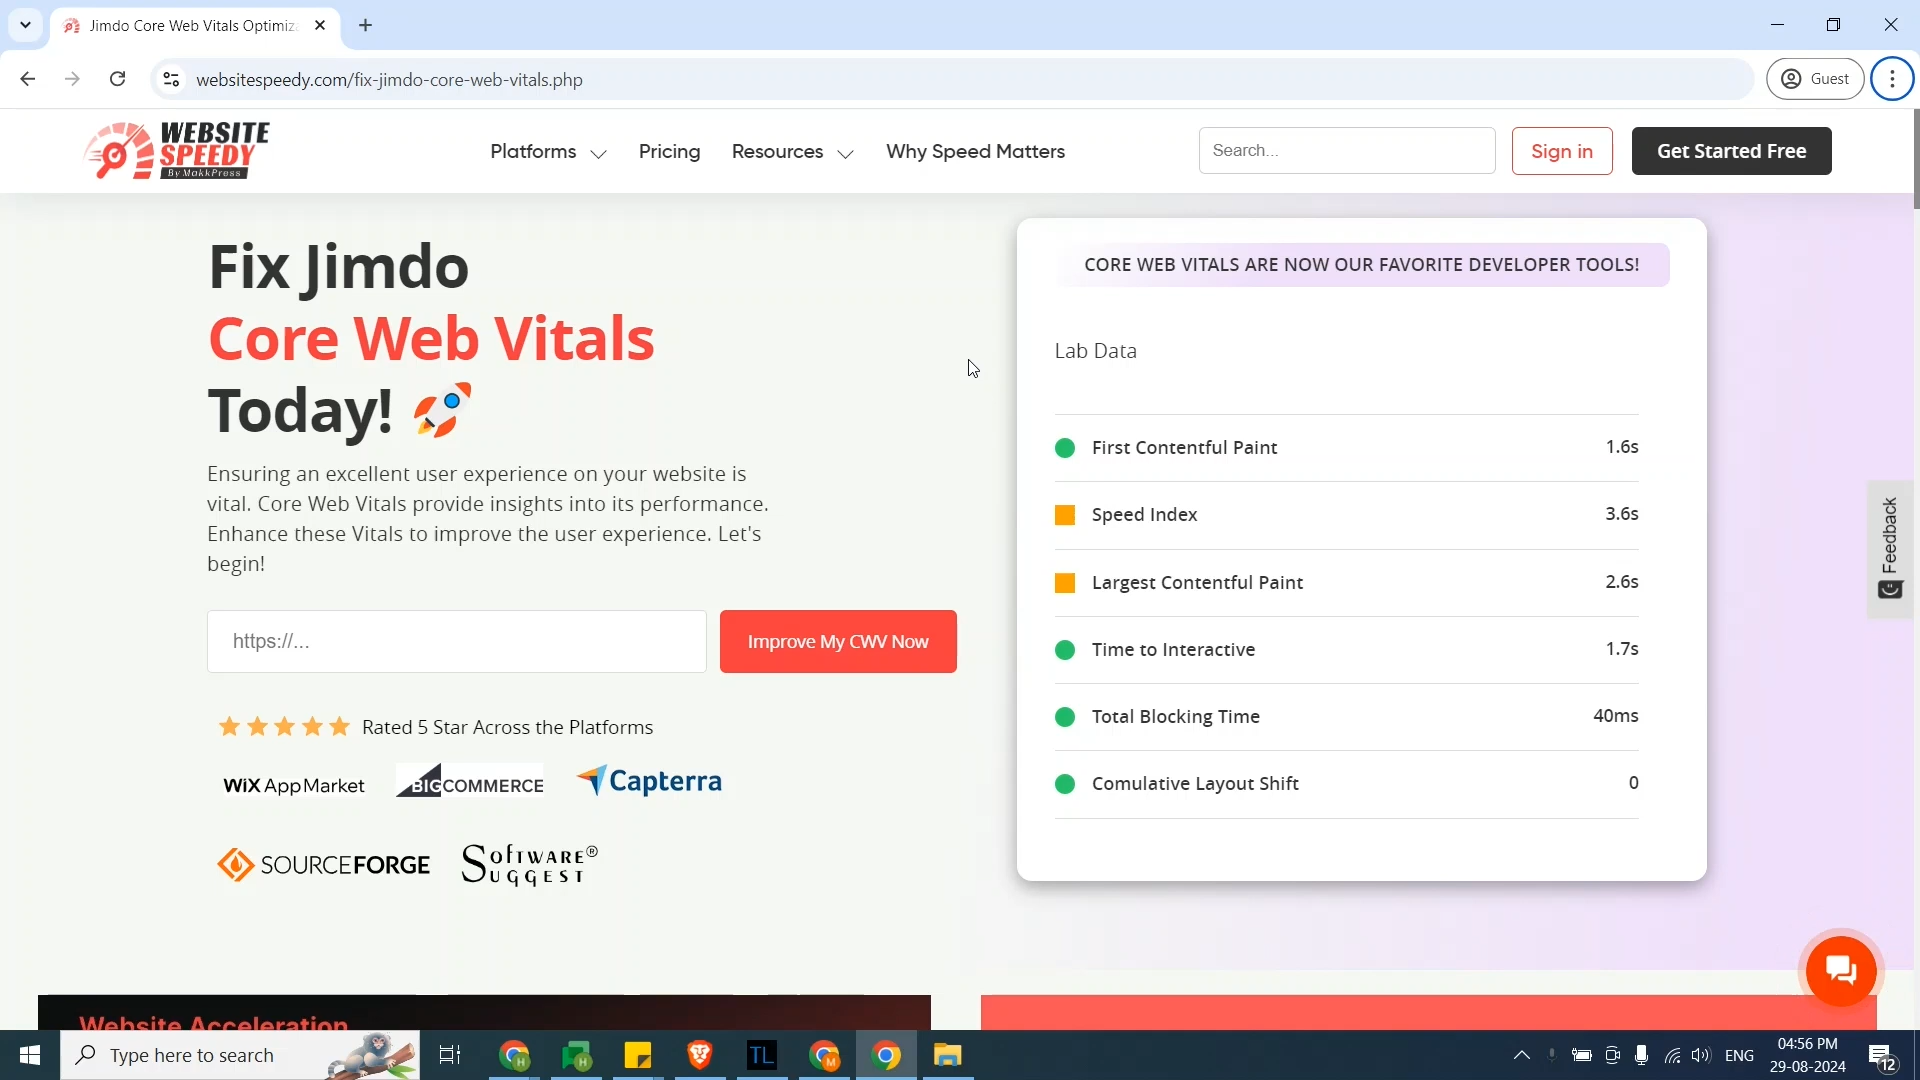 Jimdo Core Web Vitals Optimiz
websitespeedy.com/fix-jimdo-core-web-vitals.php
Guest
WEBSITE
SPEEDY
By MakkPress
Platforms
Pricing
Resources
Why Speed Matters
Search...
Sign in
Get Started Free
Fix Jimdo
Core Web Vitals
Today!
Ensuring an excellent user experience on your website is
vital. Core Web Vitals provide insights into its performance.
Enhance these Vitals to improve the user experience. Let's
begin!
https://...
Improve My CWV Now
Rated 5 Star Across the Platforms
WiX App Market
BIGCOMMERCE
Capterra
SOURCEFORGE
SOFTWARE®
SUGGEST
CORE WEB VITALS ARE NOW OUR FAVORITE DEVELOPER TOOLS!
Lab Data
First Contentful Paint 1.6s
Speed Index 3.6s
Largest Contentful Paint 2.6s
Time to Interactive 1.7s
Total Blocking Time 40ms
Comulative Layout Shift 0
Feedback
Website Acceleration
Type here to search
H
H
TL
M
ENG
04:56 PM
29-08-2024
12